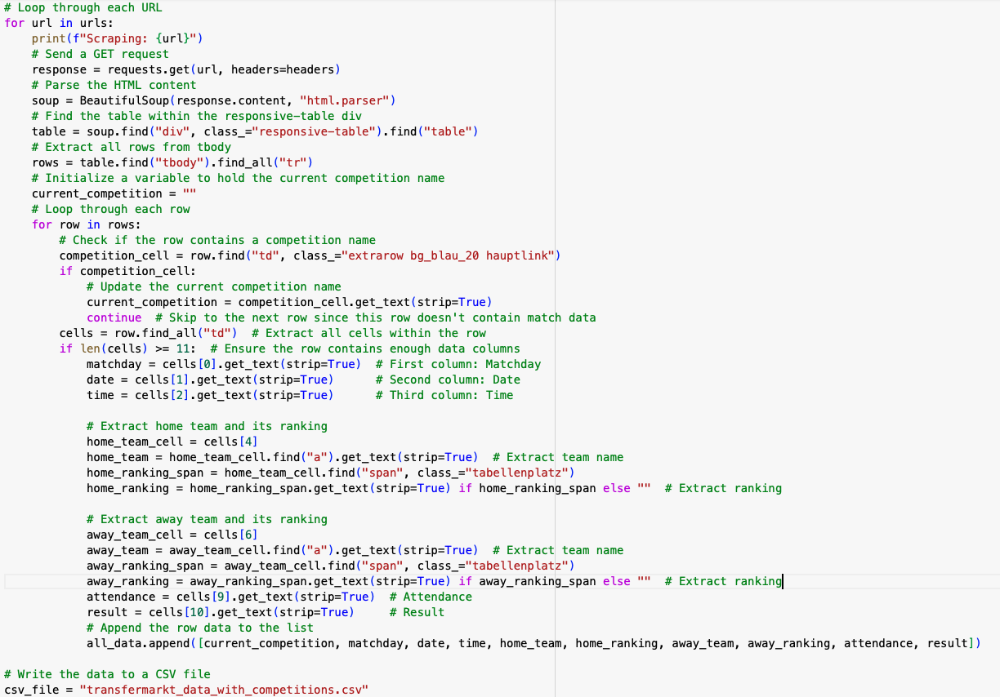 # Loop through each URL
for url in urls:
    print(f"Scraping: {url}")
    # Send a GET request
    response = requests.get(url, headers=headers)
    # Parse the HTML content
    soup = BeautifulSoup(response.content, "html.parser")
    # Find the table within the responsive-table div
    table = soup.find("div", class_="responsive-table").find("table")
    # Extract all rows from tbody
    rows = table.find("tbody").find_all("tr")
    # Initialize a variable to hold the current competition name
    current_competition = ""
    # Loop through each row
    for row in rows:
        # Check if the row contains a competition name
        competition_cell = row.find("td", class_="extrarow bg_blau_20 hauptlink")
        if competition_cell:
            # Update the current competition name
            current_competition = competition_cell.get_text(strip=True)
            continue  # Skip to the next row since this row doesn't contain match data
        cells = row.find_all("td")  # Extract all cells within the row
        if len(cells) >= 11:  # Ensure the row contains enough data columns
            matchday = cells[0].get_text(strip=True)  # First column: Matchday
            date = cells[1].get_text(strip=True)      # Second column: Date
            time = cells[2].get_text(strip=True)      # Third column: Time

            # Extract home team and its ranking
            home_team_cell = cells[4]
            home_team = home_team_cell.find("a").get_text(strip=True)  # Extract team name
            home_ranking_span = home_team_cell.find("span", class_="tabellenplatz")
            home_ranking = home_ranking_span.get_text(strip=True) if home_ranking_span else ""  # Extract ranking

            # Extract away team and its ranking
            away_team_cell = cells[6]
            away_team = away_team_cell.find("a").get_text(strip=True)  # Extract team name
            away_ranking_span = away_team_cell.find("span", class_="tabellenplatz")
            away_ranking = away_ranking_span.get_text(strip=True) if away_ranking_span else ""  # Extract ranking
            attendance = cells[9].get_text(strip=True)  # Attendance
            result = cells[10].get_text(strip=True)     # Result
            # Append the row data to the list
            all_data.append([current_competition, matchday, date, time, home_team, home_ranking, away_team, away_ranking, attendance, result])

# Write the data to a CSV file
csv_file = "transfermarkt_data_with_competitions.csv"